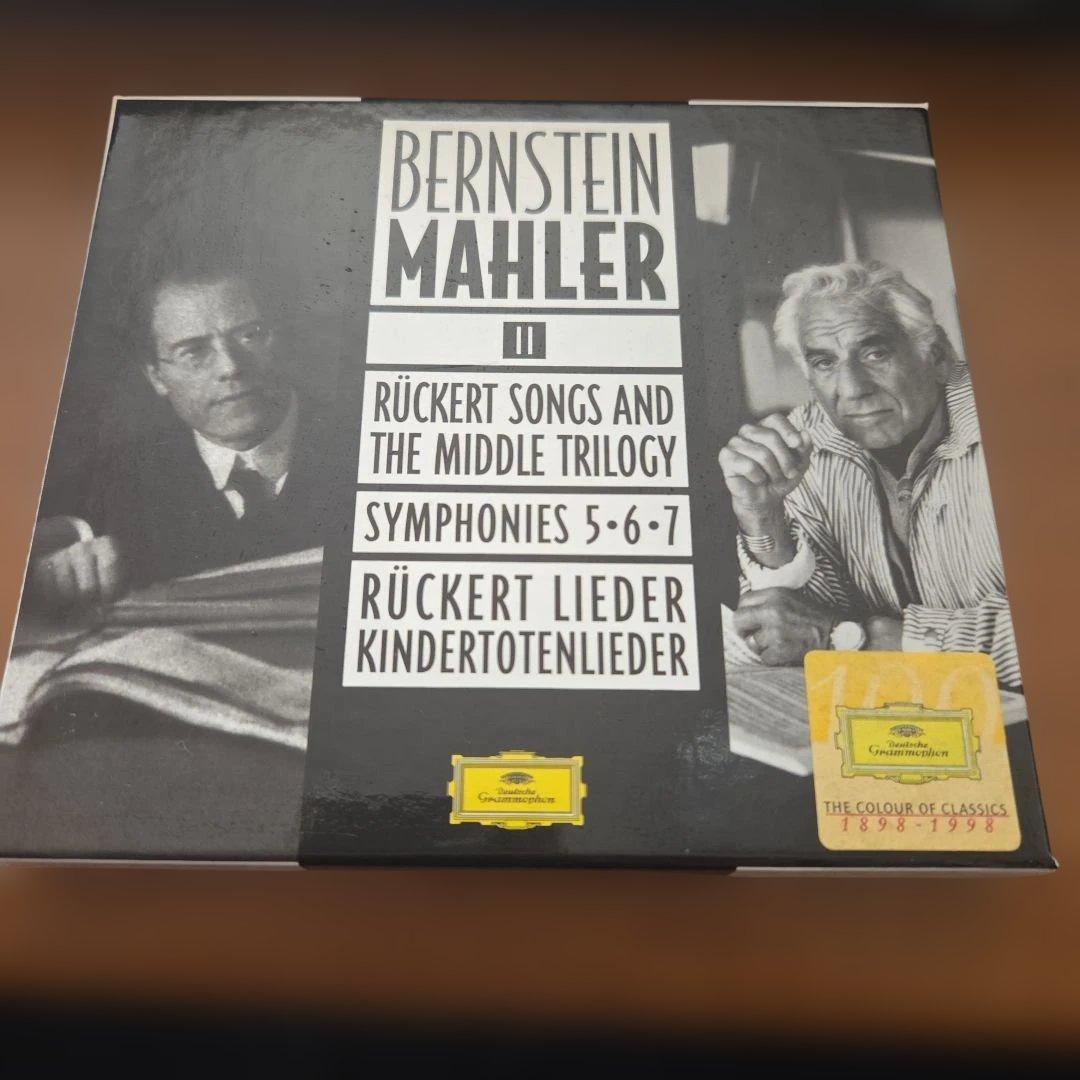 BERNSTEIN
MAHLER
II
RÜCKERT SONGS AND
THE MIDDLE TRILOGY
SYMPHONIES 5•6•7
RÜCKERT LIEDER
KINDERTOTENLIEDER
Deutsche
Grammophon
100
Deutsche
Grammophon
THE COLOUR OF CLASSICS
1898-1998